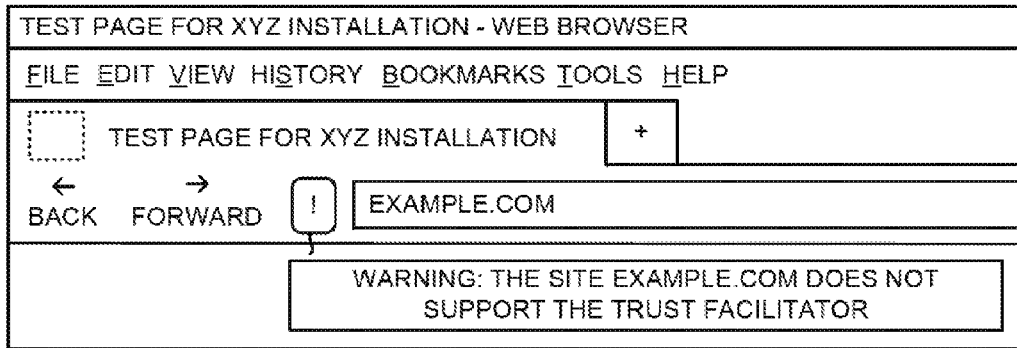 TEST PAGE FOR XYZ INSTALLATION - WEB BROWSER
FILE EDIT VIEW HISTORY BOOKMARKS TOOLS HELP
TEST PAGE FOR XYZ INSTALLATION +
← →
BACK FORWARD ! EXAMPLE.COM
WARNING: THE SITE EXAMPLE.COM DOES NOT
SUPPORT THE TRUST FACILITATOR